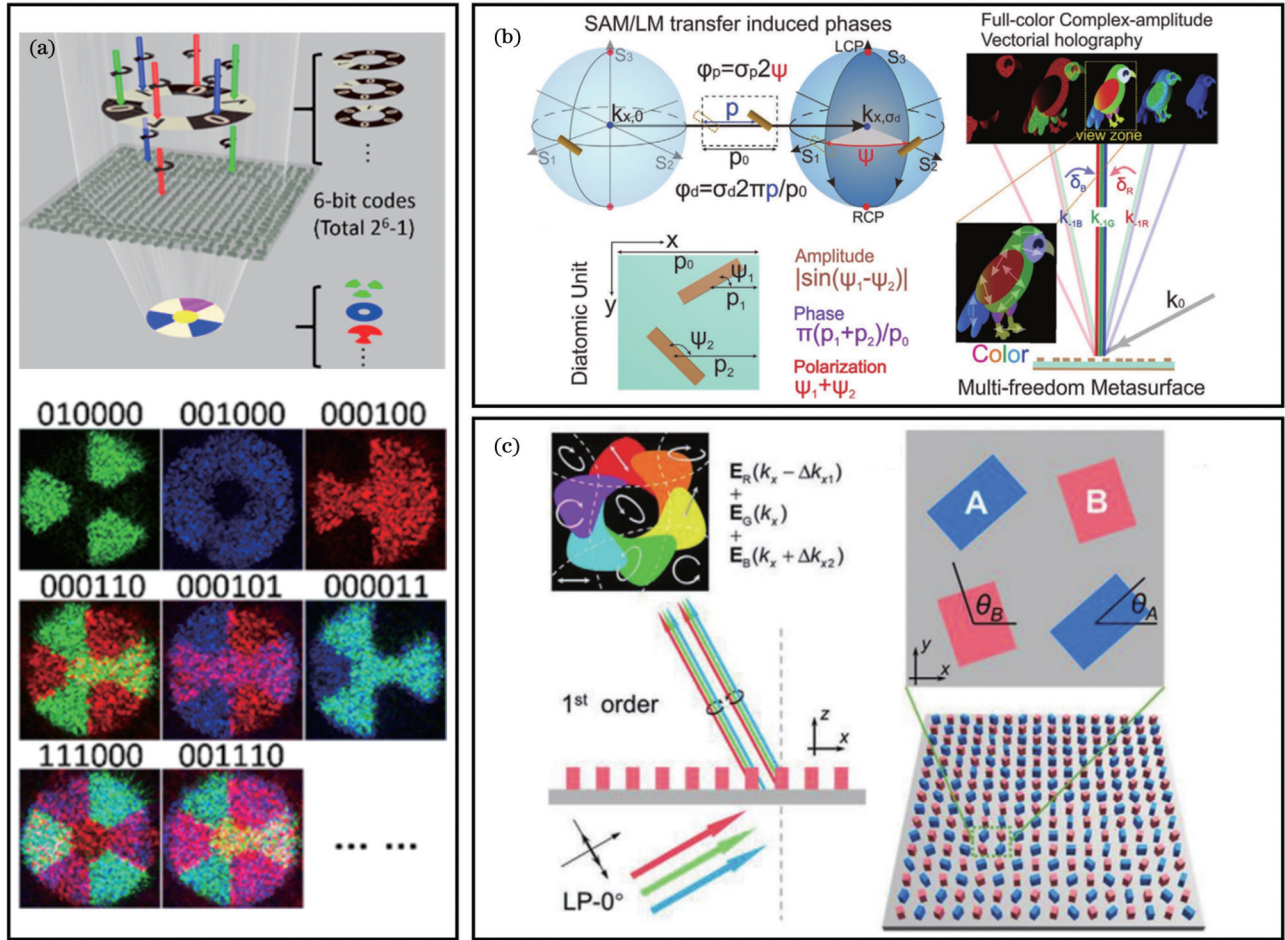 (a)
6-bit codes
(Total 2⁶-1)
010000 001000 000100
000110 000101 000011
111000 001110
... ...
(b)
SAM/LM transfer induced phases
φp=σp2ψ
S3
kx,0
S1
S2
p
p0
φd=σd2πp/p0
LCP
S3
kx,σd
S1
ψ
S2
RCP
x
p0
y
ψ1
p1
ψ2
p2
Diatomic Unit
Amplitude
|sin(ψ1-ψ2)|
Phase
π(p1+p2)/p0
Polarization
ψ1+ψ2
Full-color Complex-amplitude
Vectorial holography
view zone
δB
δR
k-1B
k-1G
k-1R
k0
Color
Multi-freedom Metasurface
(c)
ER(kx − Δkx1)
+
EG(kx)
+
EB(kx + Δkx2)
1st order
z
x
LP-0°
A
B
θB
θA
y
x